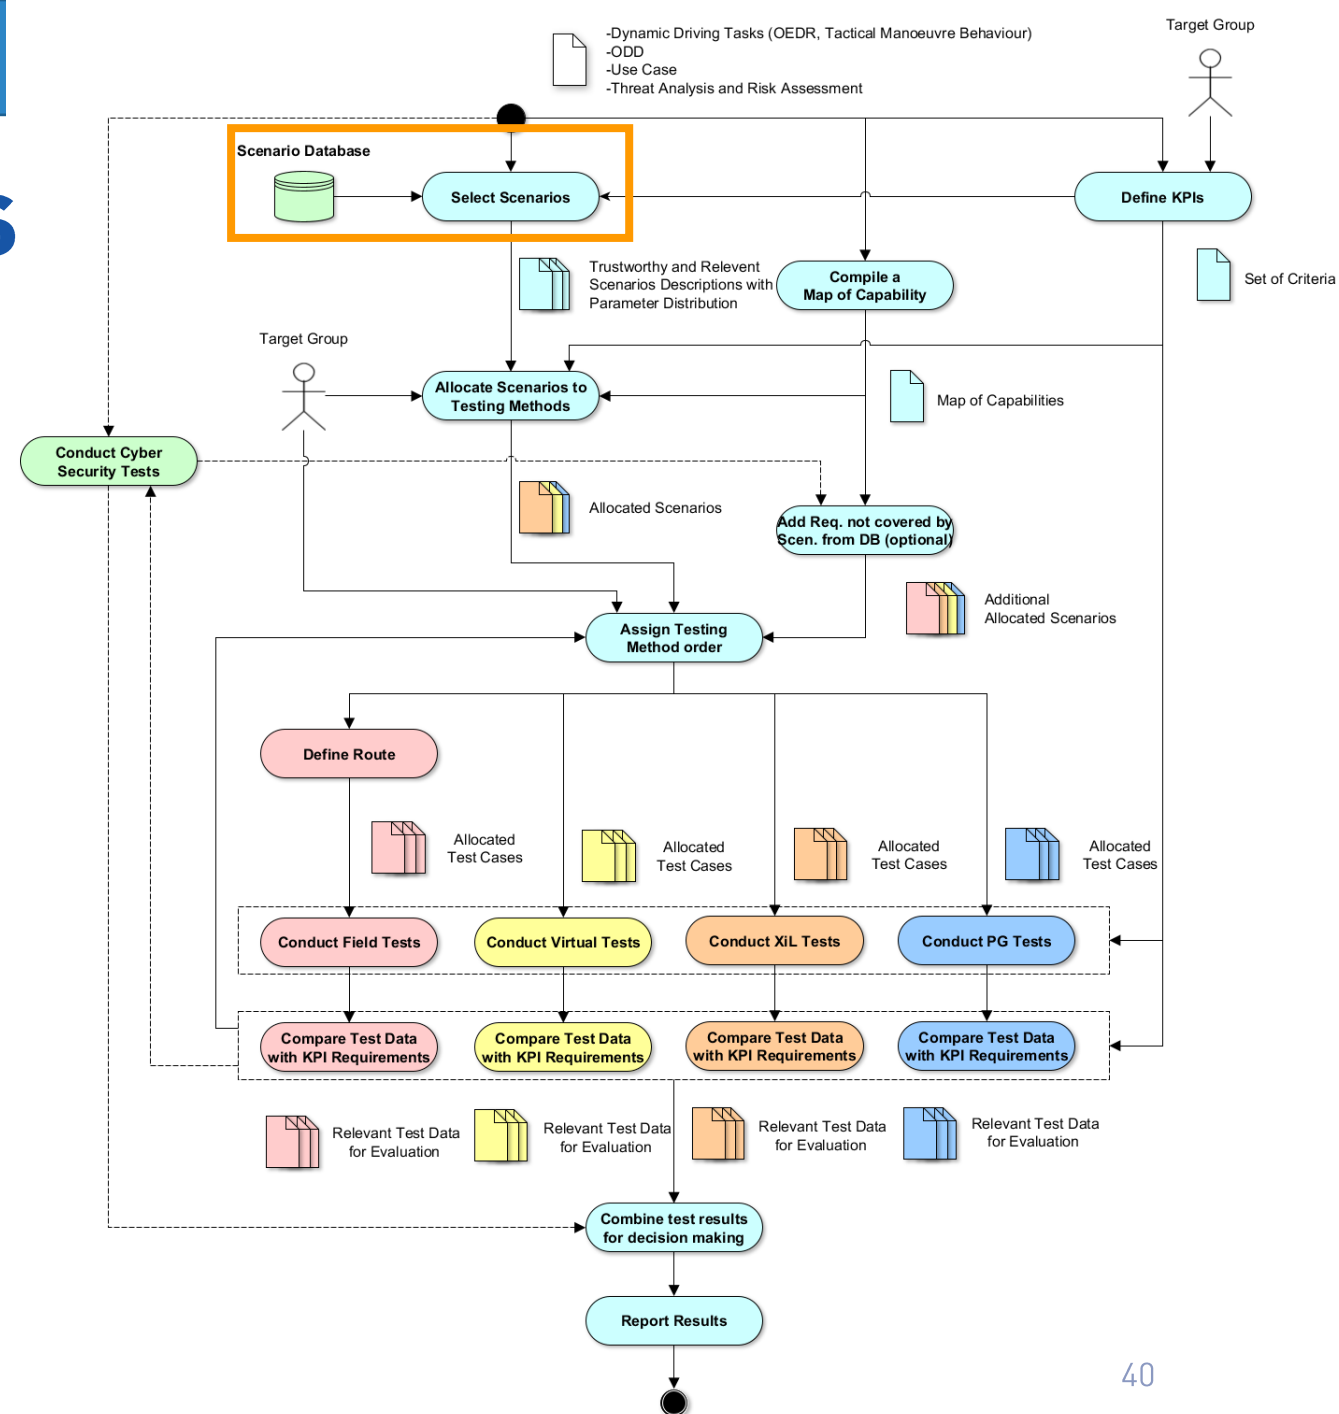 -Dynamic Driving Tasks (OEDR, Tactical Manoeuvre Behaviour)
-ODD
-Use Case
-Threat Analysis and Risk Assessment
Target Group
Scenario Database
Select Scenarios
Define KPIs
Trustworthy and Relevent
Scenarios Descriptions with
Parameter Distribution
Compile a
Map of Capability
Set of Criteria
Target Group
Allocate Scenarios to
Testing Methods
Map of Capabilities
Conduct Cyber
Security Tests
Allocated Scenarios
Add Req. not covered by
Scen. from DB (optional)
Additional
Allocated Scenarios
Assign Testing
Method order
Define Route
Allocated
Test Cases
Allocated
Test Cases
Allocated
Test Cases
Allocated
Test Cases
Conduct Field Tests
Conduct Virtual Tests
Conduct XiL Tests
Conduct PG Tests
Compare Test Data
with KPI Requirements
Compare Test Data
with KPI Requirements
Compare Test Data
with KPI Requirements
Compare Test Data
with KPI Requirements
Relevant Test Data
for Evaluation
Relevant Test Data
for Evaluation
Relevant Test Data
for Evaluation
Relevant Test Data
for Evaluation
Combine test results
for decision making
Report Results
40